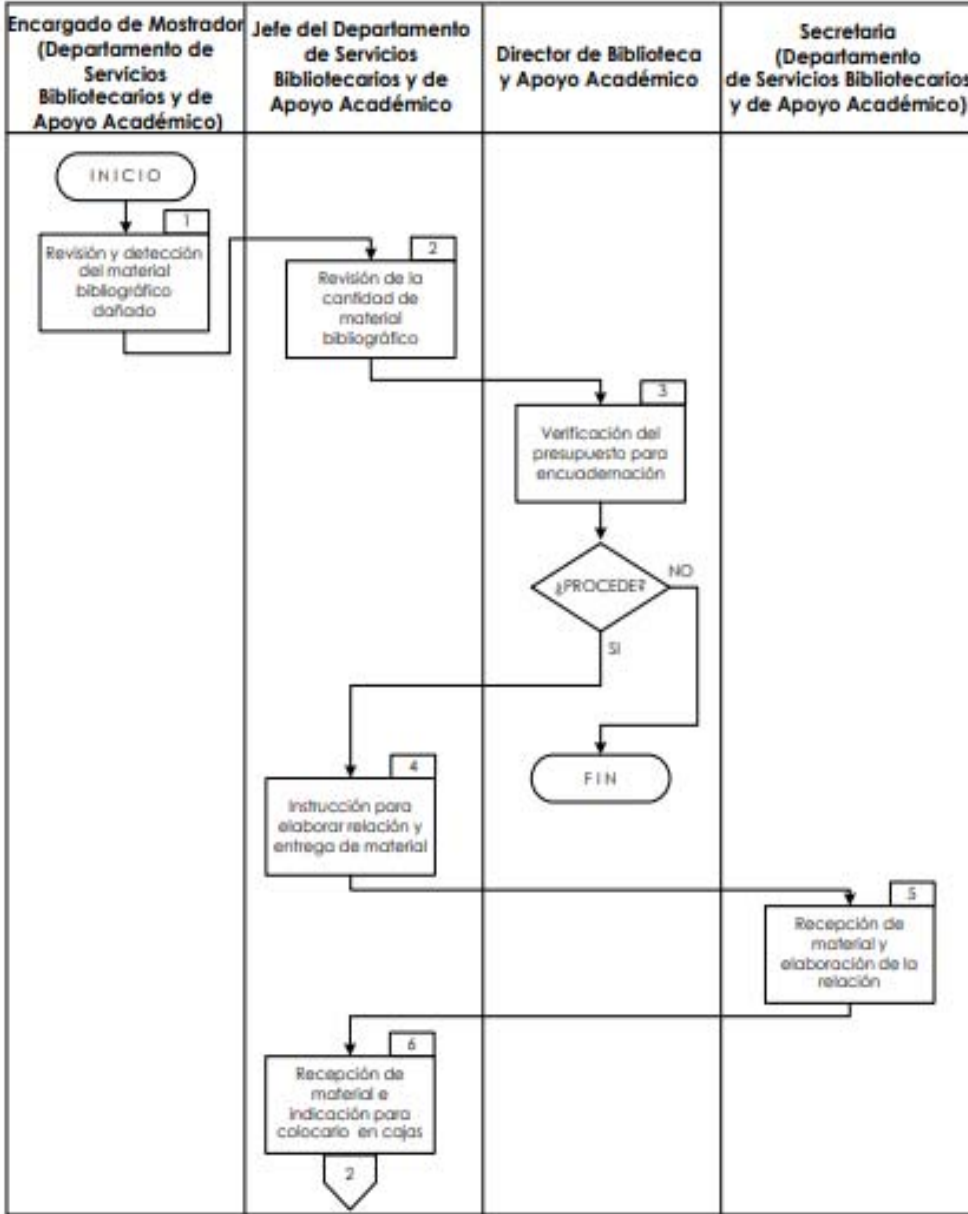 Encargado de Mostrador
(Departamento de
Servicios
Bibliotecarios y de
Apoyo Académico)
Jefe del Departamento
de Servicios
Bibliotecarios y de
Apoyo Académico
Director de Biblioteca
y Apoyo Académico
Secretaria
(Departamento
de Servicios Bibliotecarios
y de Apoyo Académico)
INICIO
1
Revisión y detección
del material
bibliográfico
dañado
2
Revisión de la
cantidad de
material
bibliográfico
3
Verificación del
presupuesto para
encuadernación
¿PROCEDE?
NO
SI
FIN
4
Instrucción para
elaborar relación y
entrega de material
5
Recepción de
material y
elaboración de la
relación
6
Recepción de
material e
indicación para
colocarlo en cajas
2